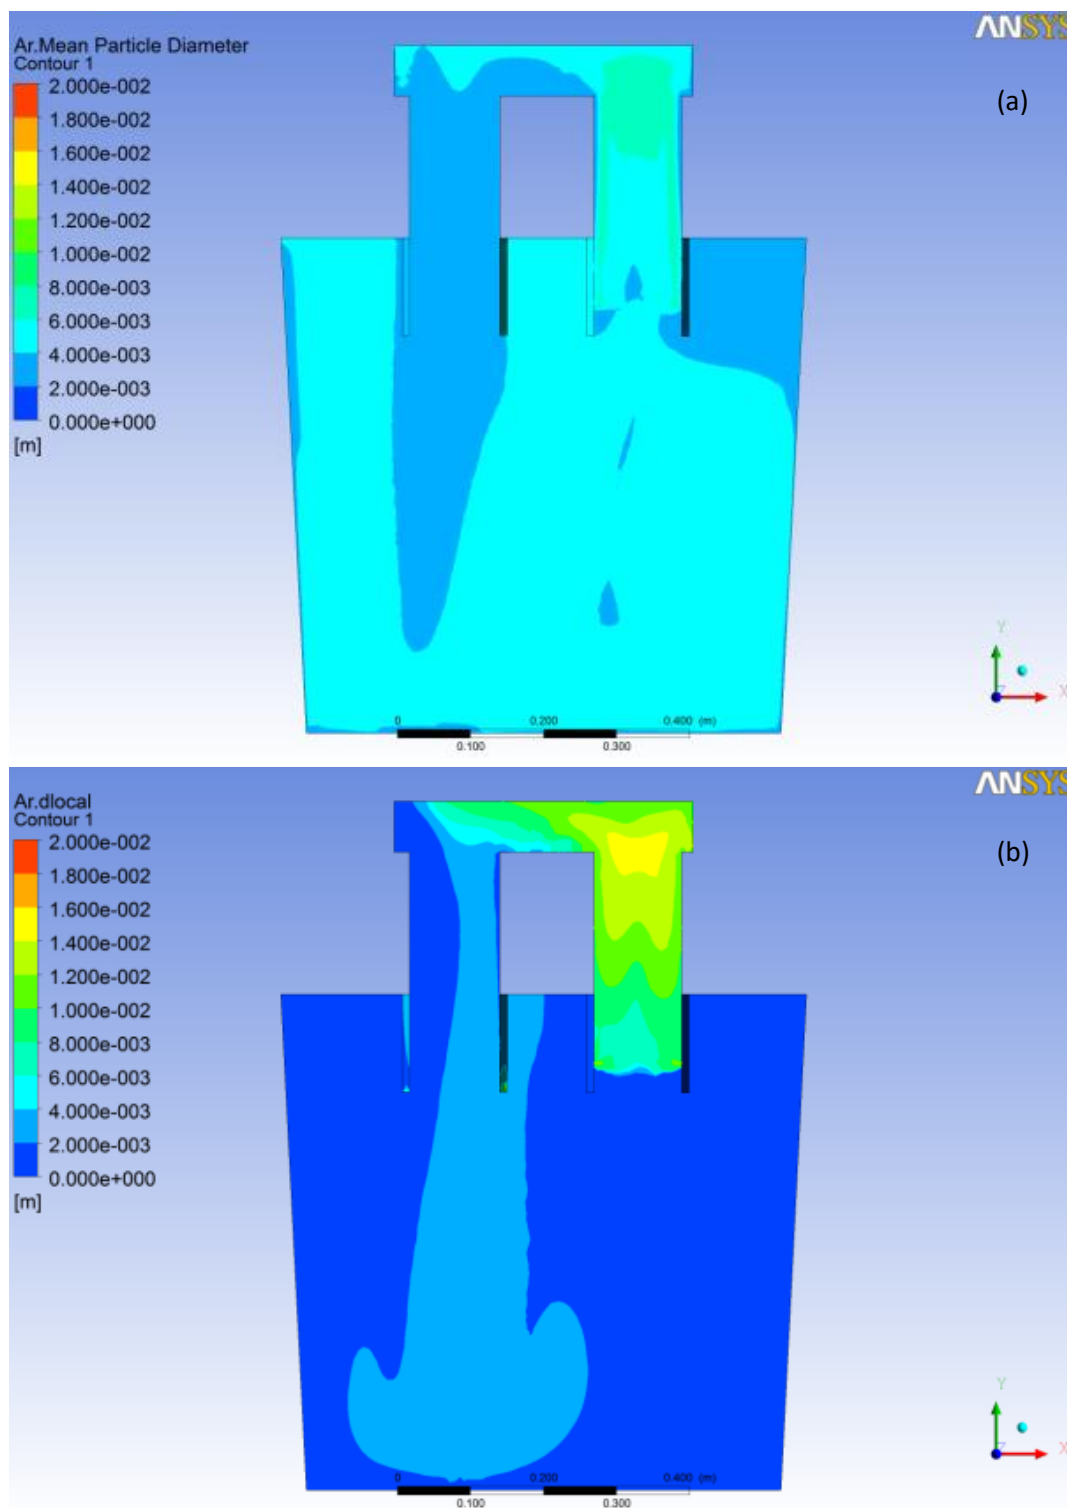 ANSYS
Ar.Mean Particle Diameter
Contour 1
(a)
2.000e-002
1.800e-002
1.600e-002
1.400e-002
1.200e-002
1.000e-002
8.000e-003
6.000e-003
4.000e-003
2.000e-003
0.000e+000
[m]
Y
X
Z
0 0.200 0.400 (m)
0.100 0.300
ANSYS
Ar.dlocal
Contour 1
(b)
2.000e-002
1.800e-002
1.600e-002
1.400e-002
1.200e-002
1.000e-002
8.000e-003
6.000e-003
4.000e-003
2.000e-003
0.000e+000
[m]
Y
X
Z
0 0.200 0.400 (m)
0.100 0.300